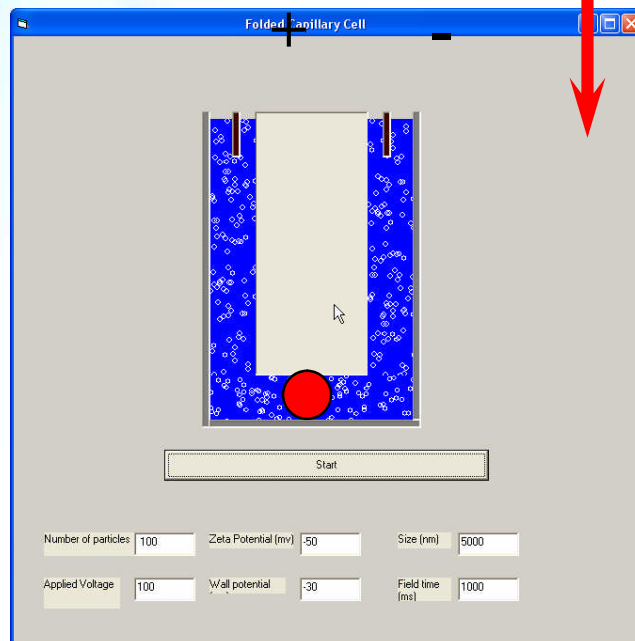 Folded Capillary Cell
+ -
Start
Number of particles 100 Zeta Potential (mv) -50 Size (nm) 5000
Applied Voltage 100 Wall potential -30 Field time 1000
(ms)